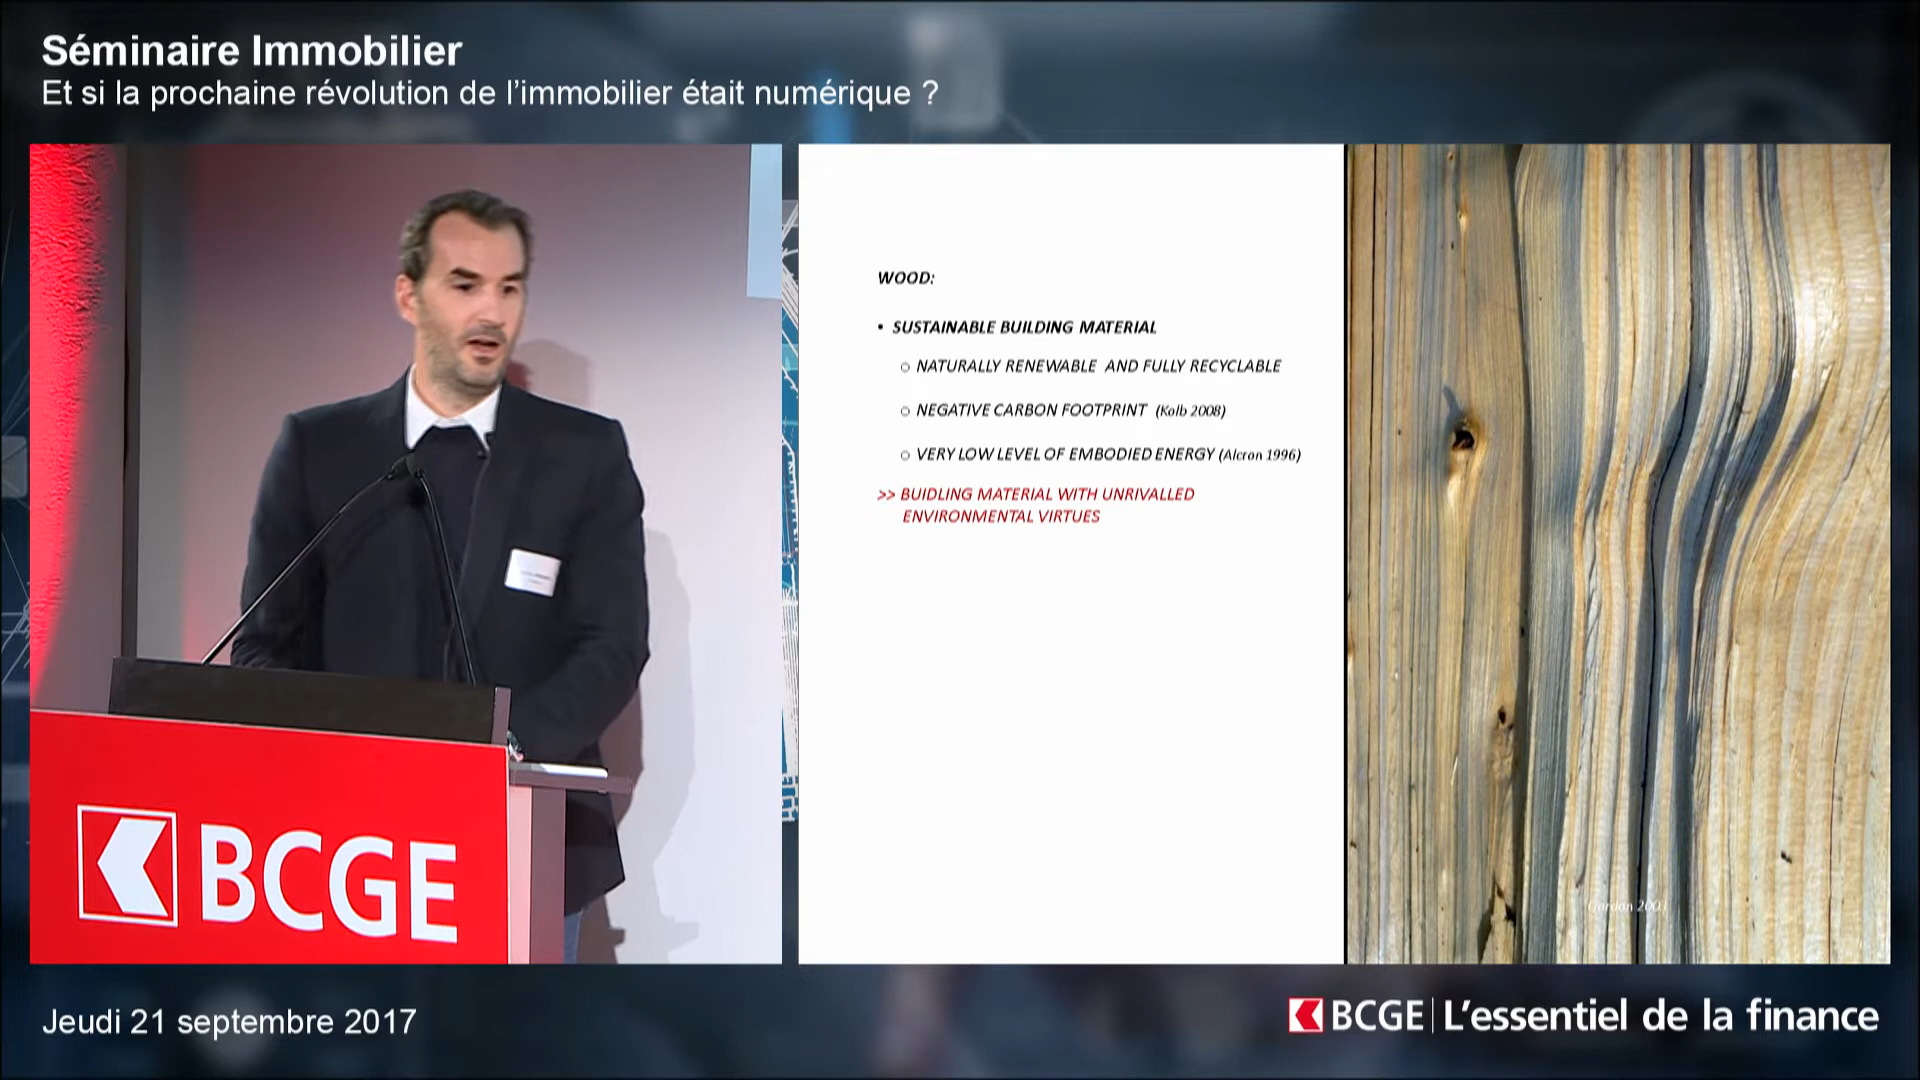 Séminaire Immobilier
Et si la prochaine révolution de l’immobilier était numérique ?
WOOD:
• SUSTAINABLE BUILDING MATERIAL
○ NATURALLY RENEWABLE AND FULLY RECYCLABLE
○ NEGATIVE CARBON FOOTPRINT (Kolb 2008)
○ VERY LOW LEVEL OF EMBODIED ENERGY (Alcron 1996)
>> BUIDLING MATERIAL WITH UNRIVALLED
ENVIRONMENTAL VIRTUES
BCGE
Jeudi 21 septembre 2017
BCGE | L’essentiel de la finance